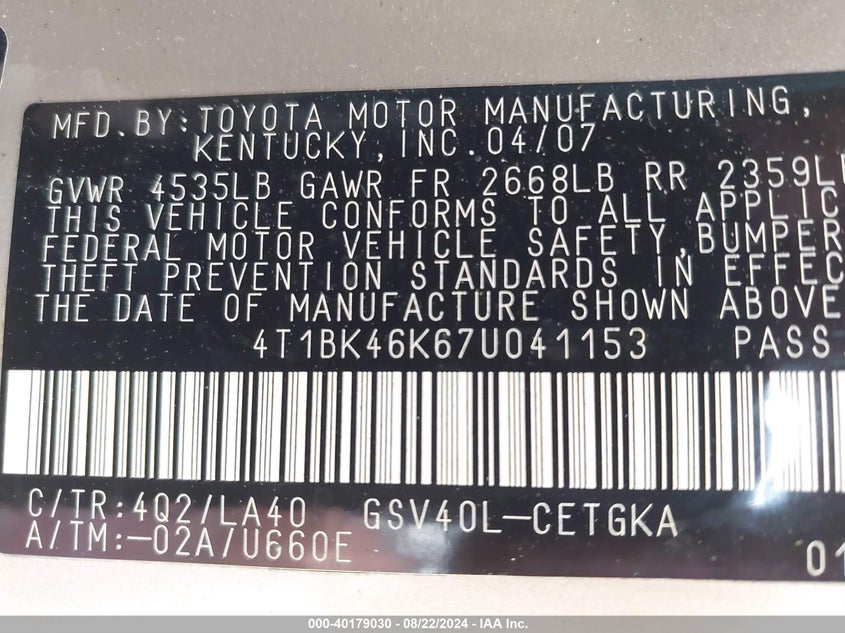 MFD.BY:TOYOTA MOTOR MANUFACTURING,
KENTUCKY,INC.04/07
GVWR 4535LB GAWR FR 2668LB RR 2359L
THIS VEHICLE CONFORMS TO ALL APPLIC
FEDERAL MOTOR VEHICLE SAFETY,BUMPER
THEFT PREVENTION STANDARDS IN EFFEC
THE DATE OF MANUFACTURE SHOWN ABOVE
4T1BK46K67U041153 PASS
C/TR:4Q2/LA40 GSV40L-CETGKA
A/TM:-02A/U660E 01
000-40179030 - 08/22/2024 - IAA Inc.